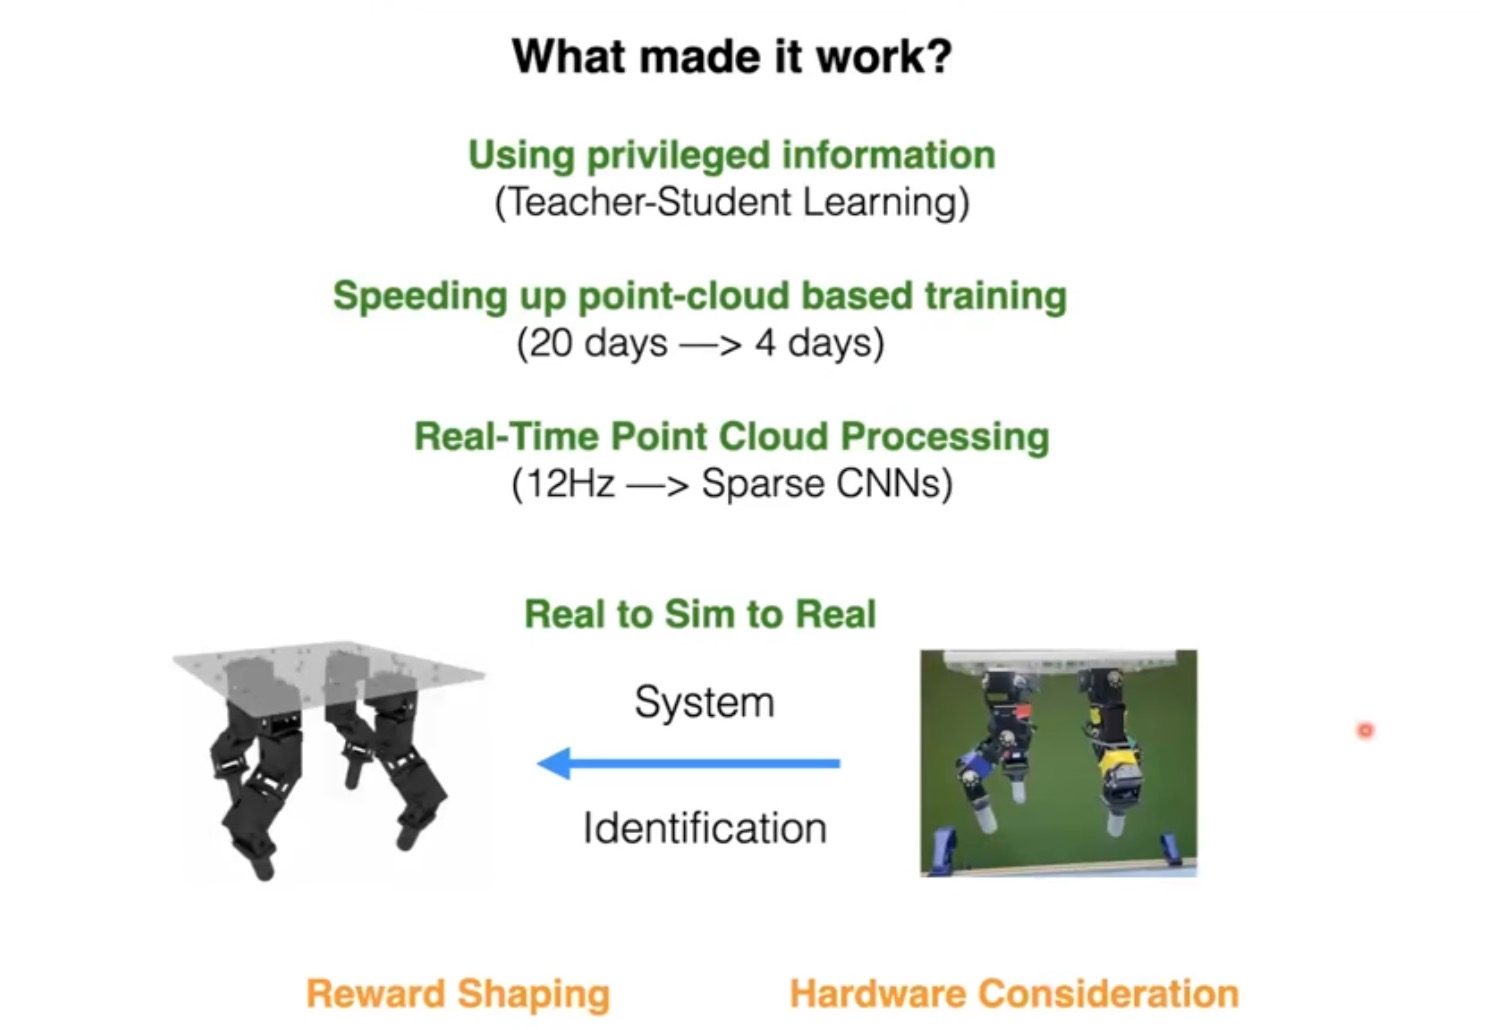 What made it work?
Using privileged information
(Teacher-Student Learning)
Speeding up point-cloud based training
(20 days —> 4 days)
Real-Time Point Cloud Processing
(12Hz —> Sparse CNNs)
Real to Sim to Real
System
Identification
Reward Shaping
Hardware Consideration